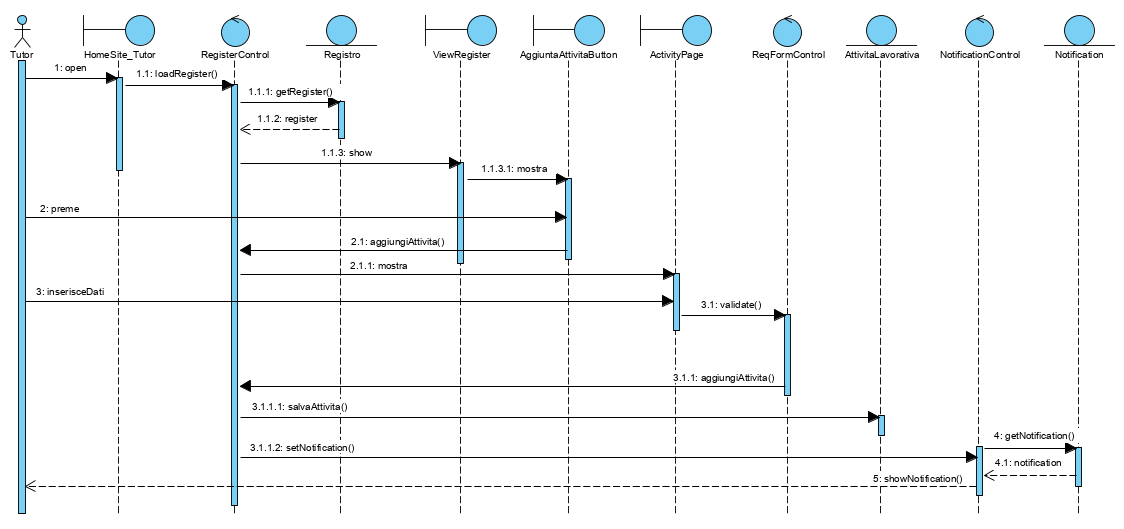 Tutor
HomeSite_Tutor
RegisterControl
Registro
ViewRegister
AggiuntaAttivitaButton
ActivityPage
ReqFormControl
AttivitaLavorativa
NotificationControl
Notification
1: open
1.1: loadRegister()
1.1.1: getRegister()
1.1.2: register
1.1.3: show
1.1.3.1: mostra
2: preme
2.1: aggiungiAttivita()
2.1.1: mostra
3: inserisceDati
3.1: validate()
3.1.1: aggiungiAttivita()
3.1.1.1: salvaAttivita()
3.1.1.2: setNotification()
4: getNotification()
4.1: notification
5: showNotification()